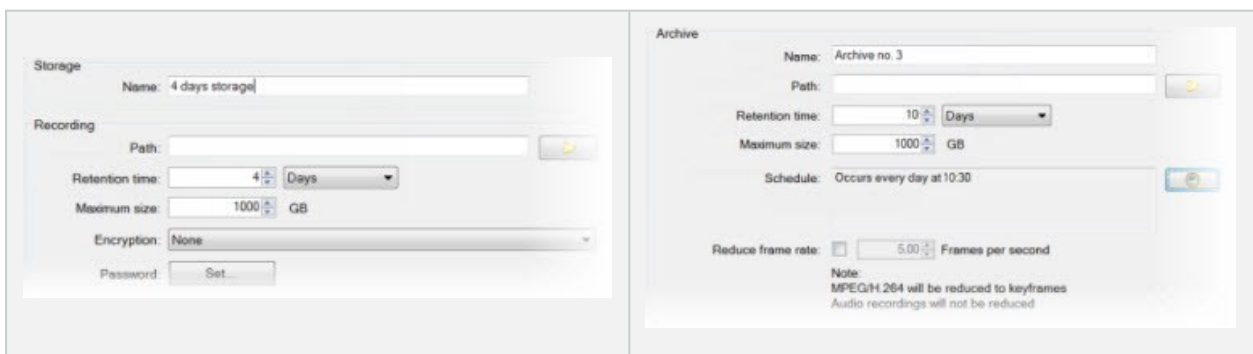 Storage
Name: 4 days storage
Recording
Path:
Retention time: 4 Days
Maximum size: 1000 GB
Encryption: None
Password: Set...
Archive
Name: Archive no. 3
Path:
Retention time: 10 Days
Maximum size: 1000 GB
Schedule: Occurs every day at 10:30
Reduce frame rate: 5.00 Frames per second
Note:
MPEG/H.264 will be reduced to keyframes
Audio recordings will not be reduced